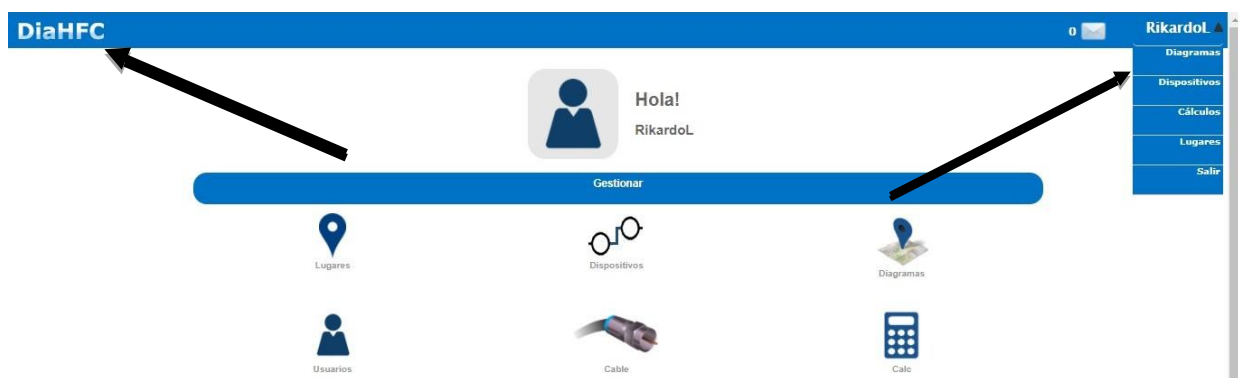 DiaHFC
0
RikardoL
Diagramas
Dispositivos
Cálculos
Lugares
Salir
Hola!
RikardoL
Gestionar
Lugares
Dispositivos
Diagramas
Usuarios
Cable
Calc